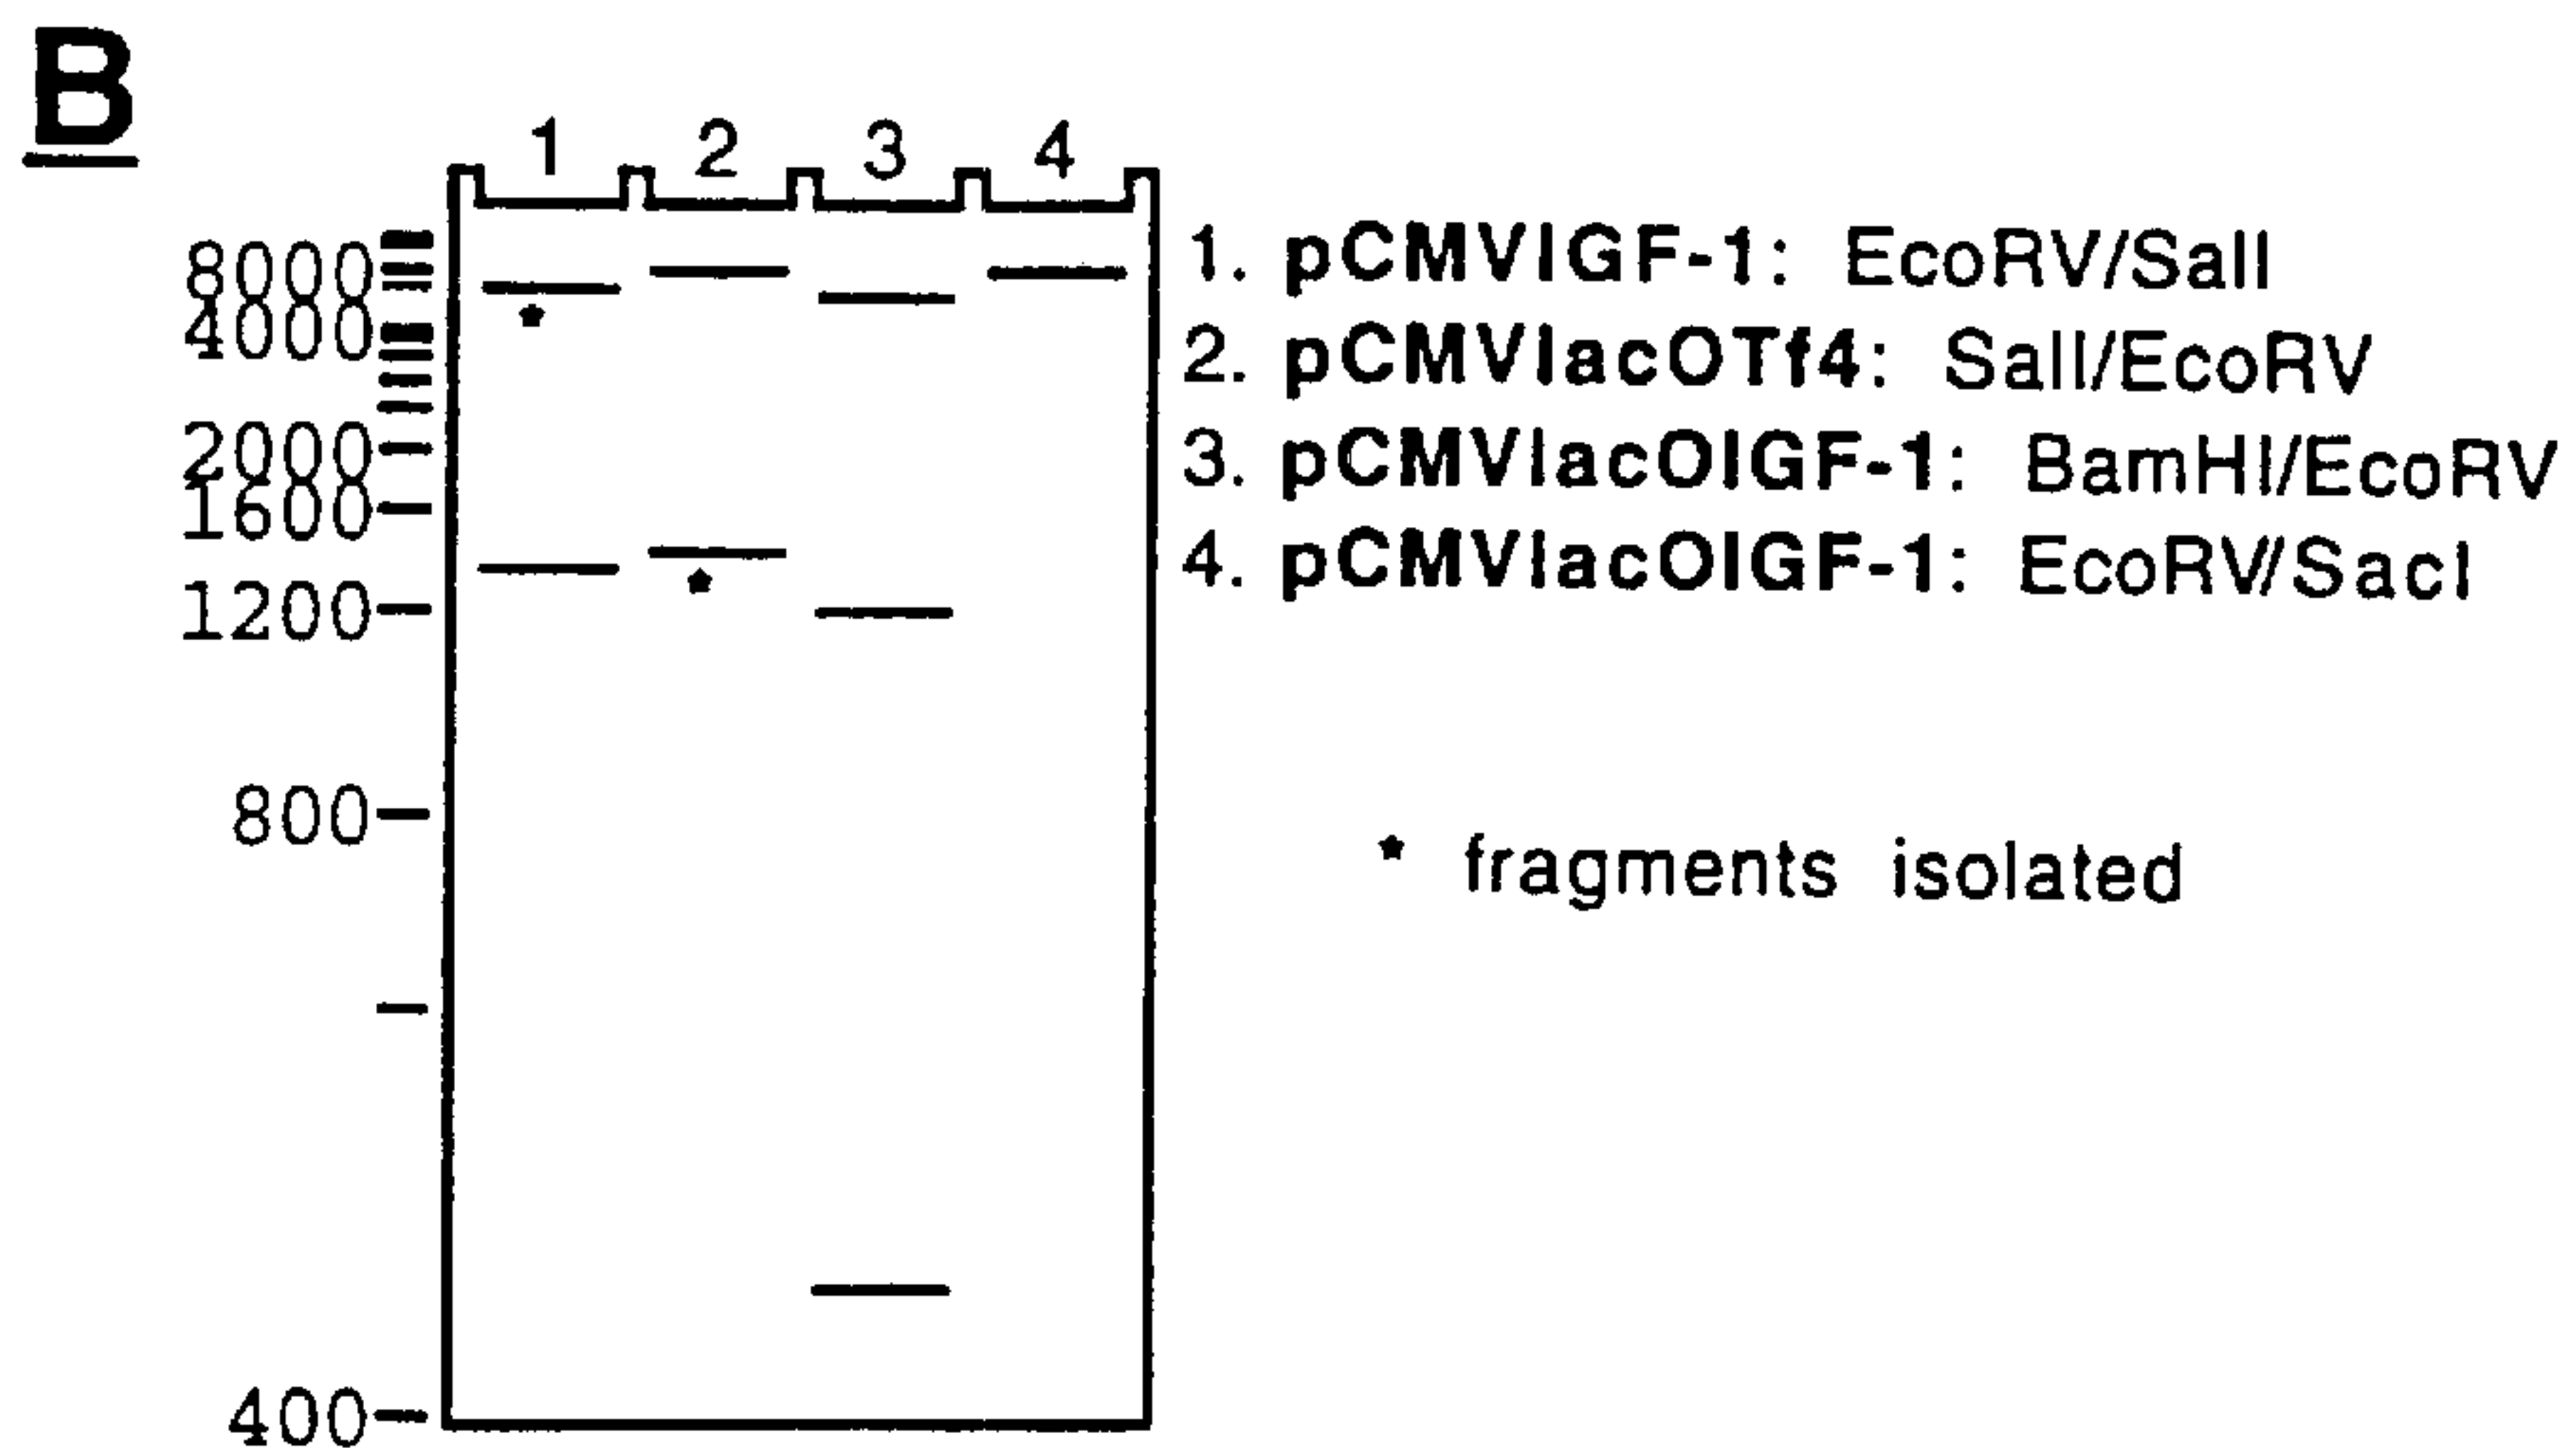 B
1 2 3 4
8000
4000
2000
1600
1200
800
400
1. pCMVIGF-1: EcoRV/SalI
2. pCMVlacOTf4: SalI/EcoRV
3. pCMVlacOIGF-1: BamHI/EcoRV
4. pCMVlacOIGF-1: EcoRV/SacI
* fragments isolated